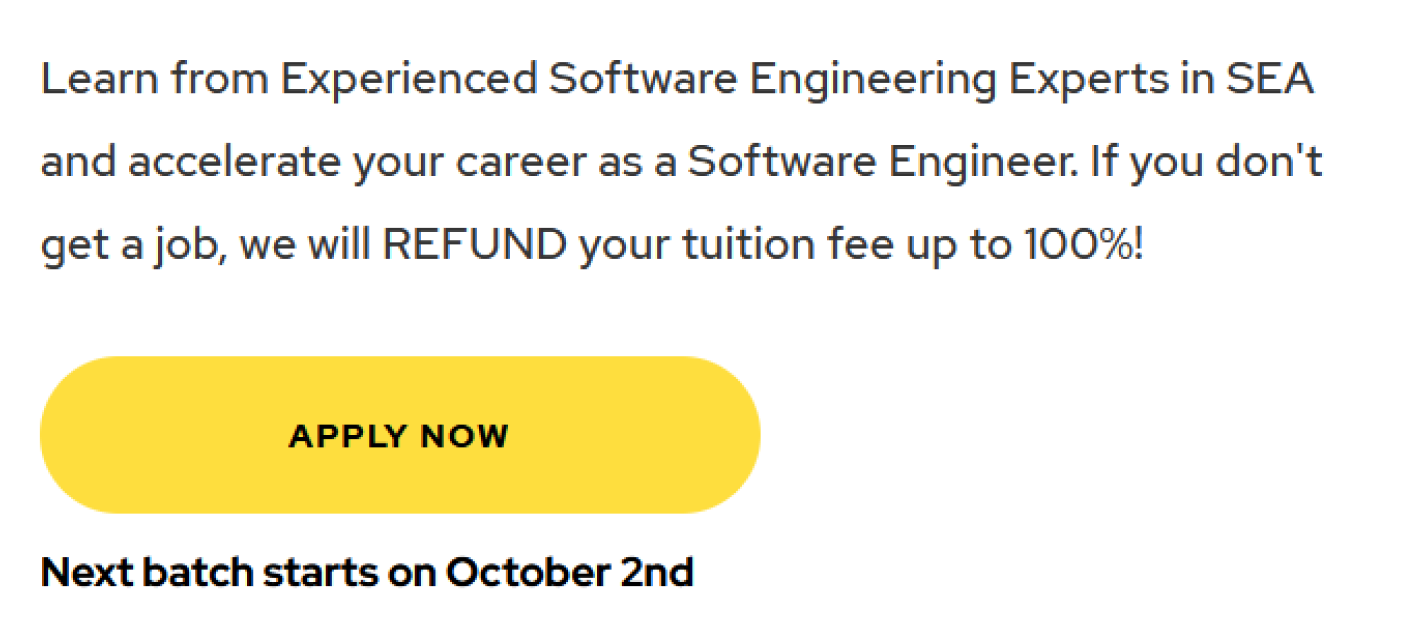 Learn from Experienced Software Engineering Experts in SEA
and accelerate your career as a Software Engineer. If you don't
get a job, we will REFUND your tuition fee up to 100%!
APPLY NOW
Next batch starts on October 2nd